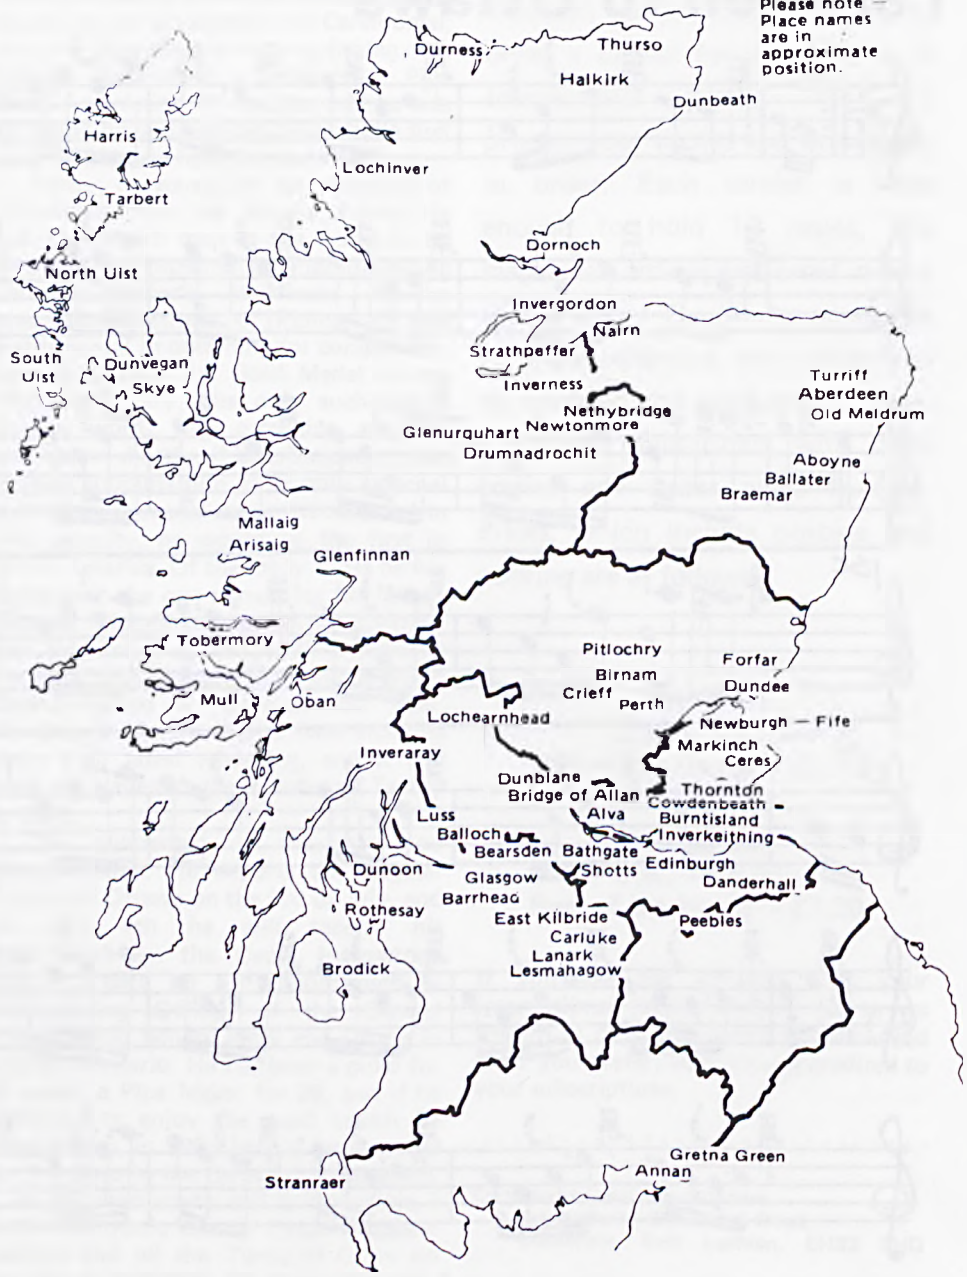 Please note —
Place names
are in
approximate
position.
Durness
Thurso
Halkirk
Dunbeath
Harris
Lochinver
Tarbert
Dornoch
North Uist
Invergordon
Nairn
Strathpeffer
South
Uist
Dunvegan
Skye
Inverness
Turriff
Aberdeen
Old Meldrum
Nethybridge
Newtonmore
Glenurquhart
Drumnadrochit
Aboyne
Ballater
Braemar
Mallaig
Arisaig
Glenfinnan
Tobermory
Pitlochry
Forfar
Birnam
Crieff
Dundee
Perth
Mull
Oban
Lochearnhead
Newburgh — Fife
Markinch
Ceres
Inveraray
Dunblane
Bridge of Allan
Thornton
Cowdenbeath
Luss
Alva
Burntisland
Balloch
Inverkeithing
Bearsden
Bathgate
Edinburgh
Dunoon
Shotts
Glasgow
Danderhall
Barrhead
Rothesay
East Kilbride
Peebles
Carluke
Lanark
Brodick
Lesmahagow
Gretna Green
Annan
Stranraer